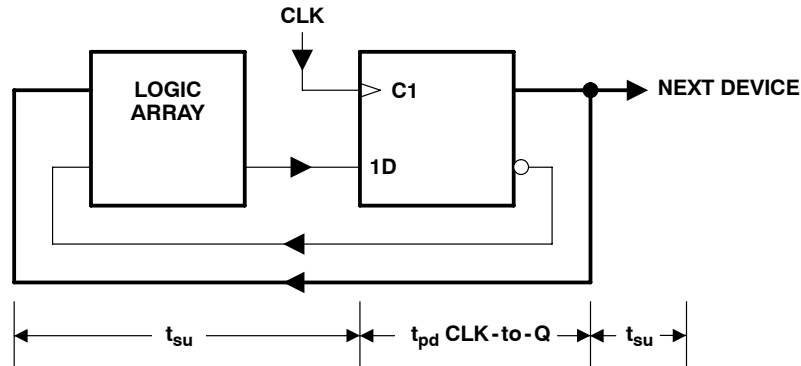 CLK
LOGIC
ARRAY
C1
1D
NEXT DEVICE
tsu
tpd CLK-to-Q
tsu